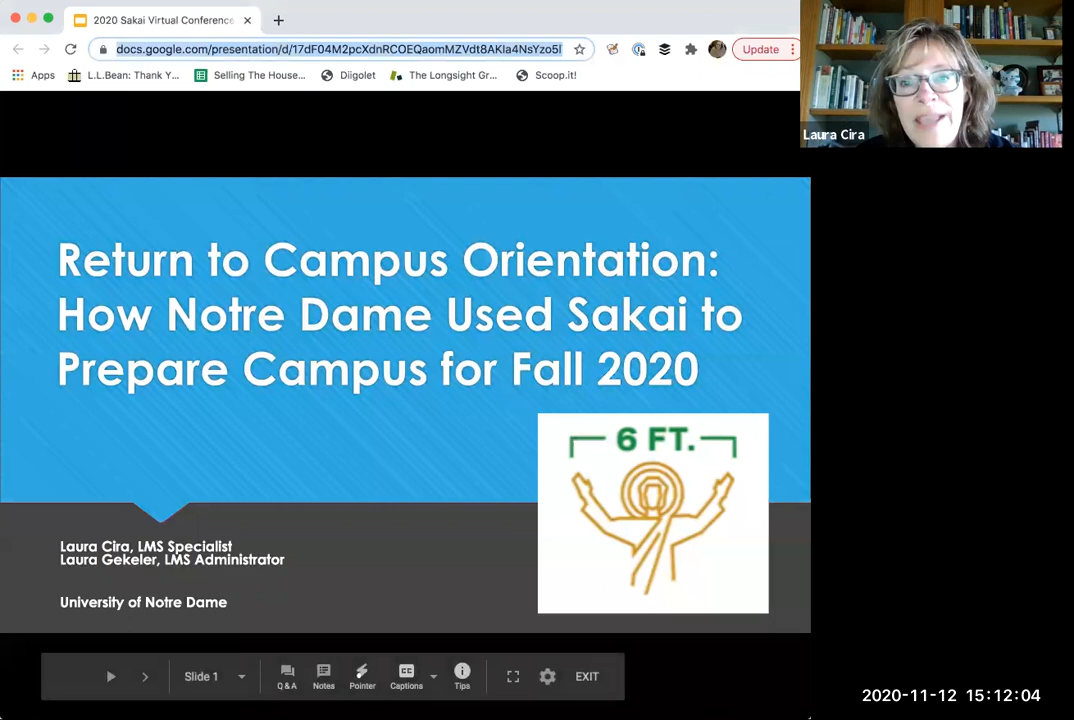 2020 Sakai Virtual Conference
docs.google.com/presentation/d/17dF04M2pcXdnRCOEQaomMZVdt8AKla4NsYzo5I
Update
Apps
L.L.Bean: Thank Y...
Selling The House...
Diigolet
The Longsight Gr...
Scoop.it!
Laura Cira
Return to Campus Orientation:
How Notre Dame Used Sakai to
Prepare Campus for Fall 2020
6 FT.
Laura Cira, LMS Specialist
Laura Gekeler, LMS Administrator
University of Notre Dame
Slide 1
Q & A
Notes
Pointer
CC
Captions
Tips
EXIT
2020-11-12 15:12:04